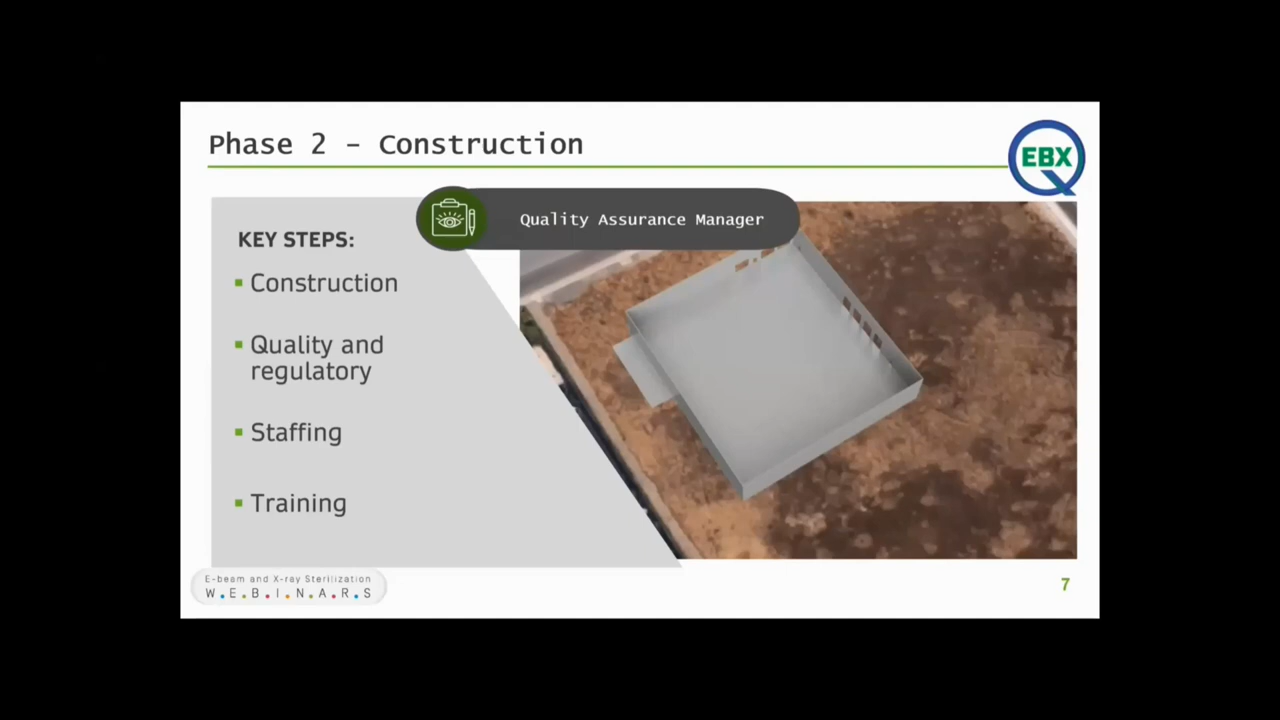 Phase 2 – Construction
EBX
Quality Assurance Manager
KEY STEPS:
▪ Construction
▪ Quality and
regulatory
▪ Staffing
▪ Training
E-beam and X-ray Sterilization
W.E.B.I.N.A.R.S
7